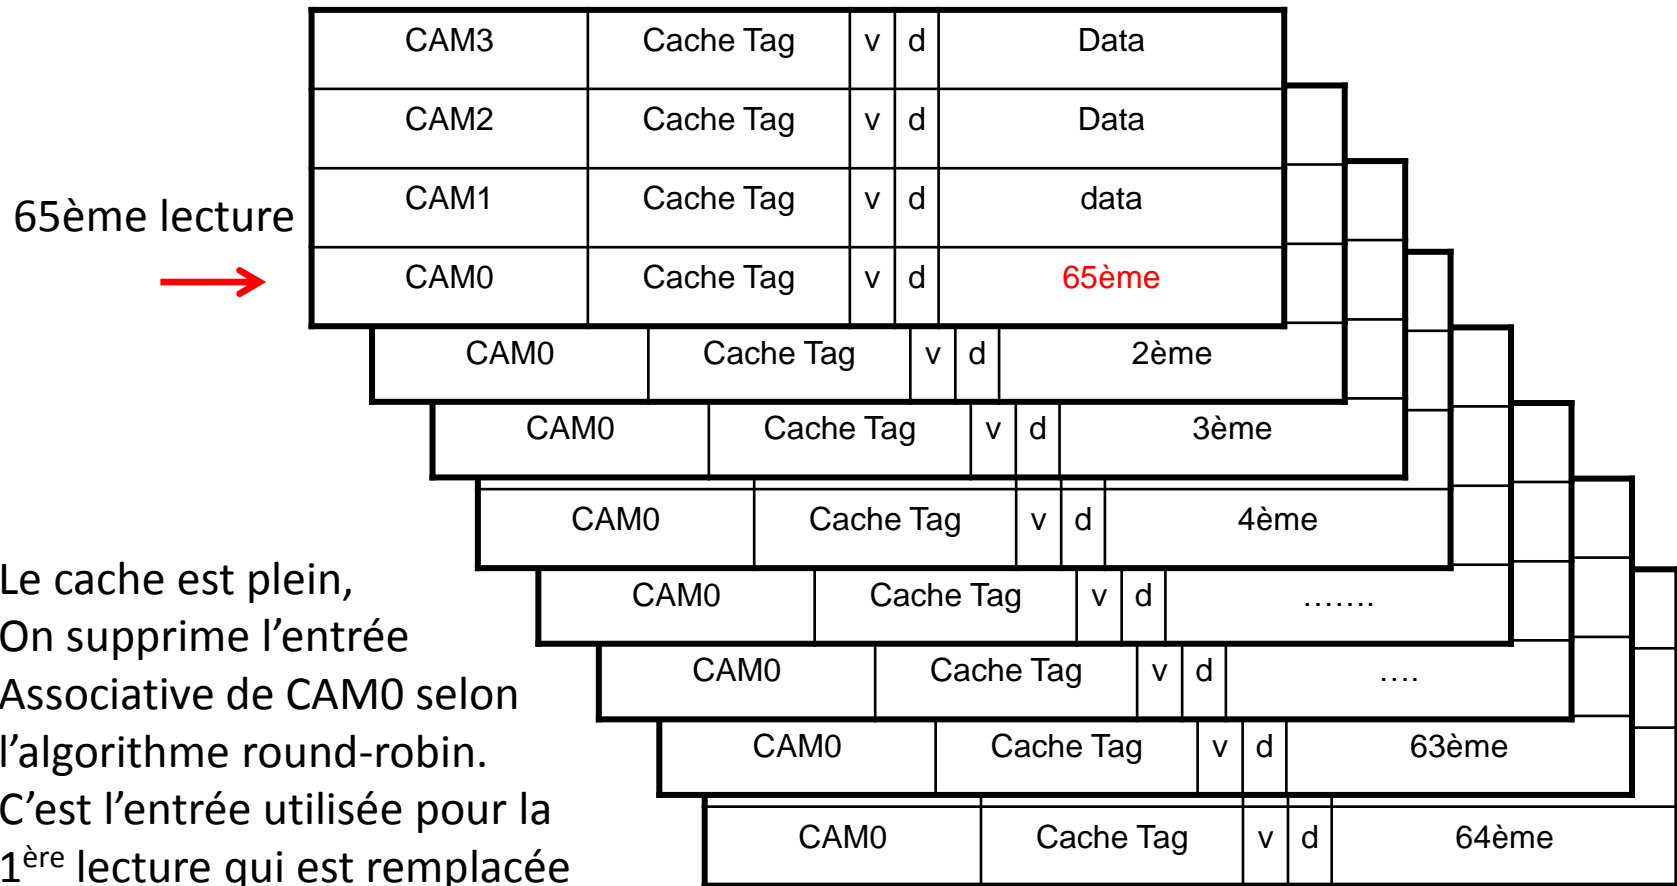 CAM3 Cache Tag v d Data
CAM2 Cache Tag v d Data
CAM1 Cache Tag v d data
65ème lecture
CAM0 Cache Tag v d 65ème
CAM0 Cache Tag v d 2ème
CAM0 Cache Tag v d 3ème
CAM0 Cache Tag v d 4ème
CAM0 Cache Tag v d …….
CAM0 Cache Tag v d ….
CAM0 Cache Tag v d 63ème
CAM0 Cache Tag v d 64ème
Le cache est plein,
On supprime l’entrée
Associative de CAM0 selon
l’algorithme round-robin.
C’est l’entrée utilisée pour la
1ère lecture qui est remplacée